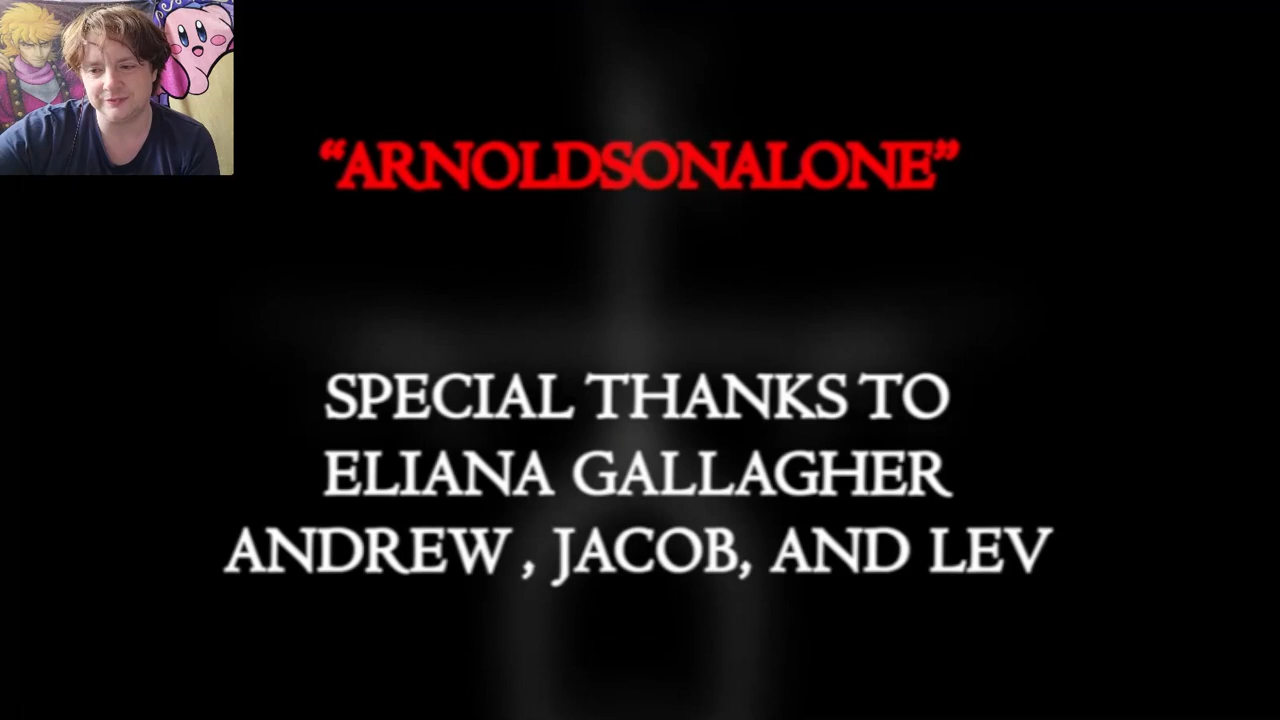 “ARNOLDSONALONE”
SPECIAL THANKS TO
ELIANA GALLAGHER
ANDREW , JACOB, AND LEV